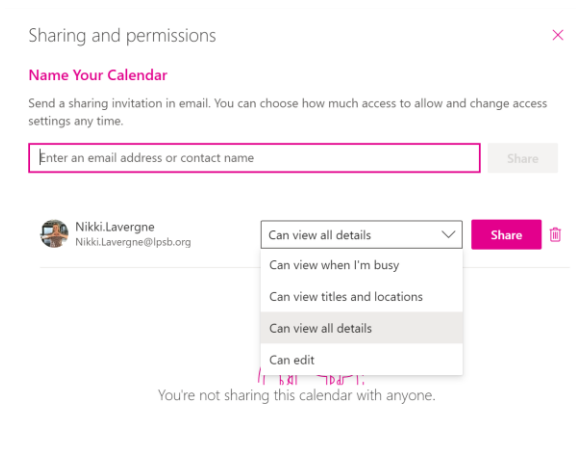 Sharing and permissions
Name Your Calendar
Send a sharing invitation in email. You can choose how much access to allow and change access
settings any time.
Enter an email address or contact name
Share
Nikki.Lavergne
Nikki.Lavergne@lpsb.org
Can view all details
Share
Can view when I'm busy
Can view titles and locations
Can view all details
Can edit
You're not sharing this calendar with anyone.